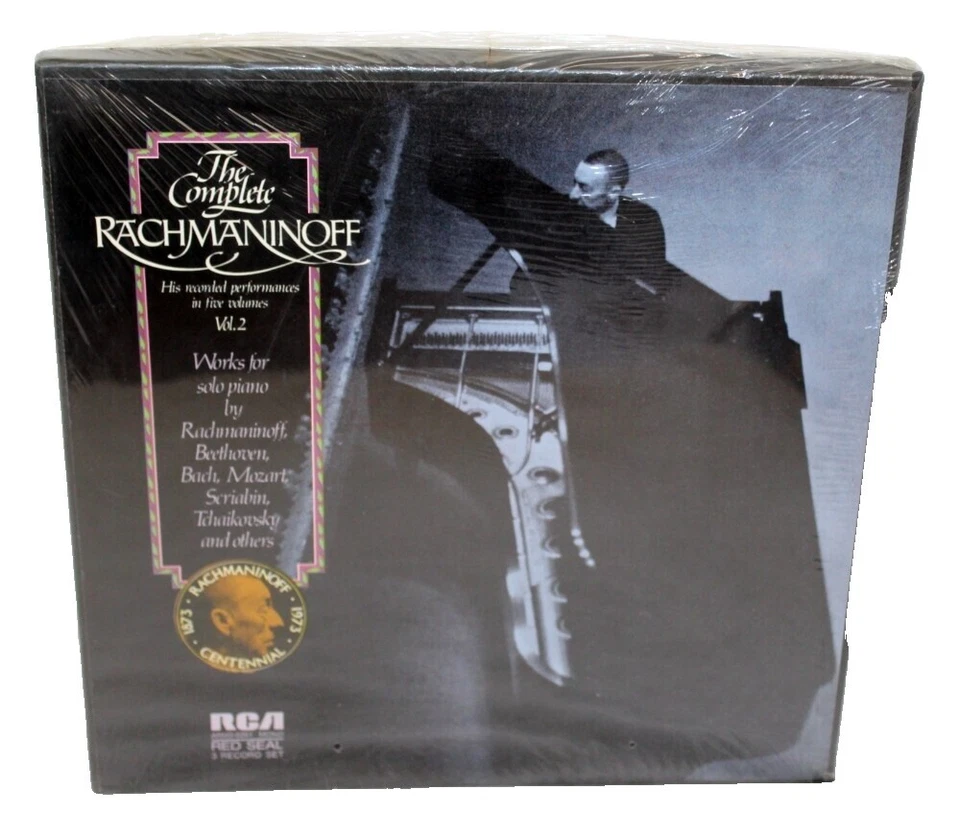 The
Complete
RACHMANINOFF
His recorded performances
in five volumes
Vol. 2
Works for
solo piano
by
Rachmaninoff,
Beethoven,
Bach, Mozart,
Scriabin,
Tchaikovsky
and others
RACHMANINOFF
1873 • 1973
CENTENNIAL
RCA
RED SEAL
3 RECORD SET